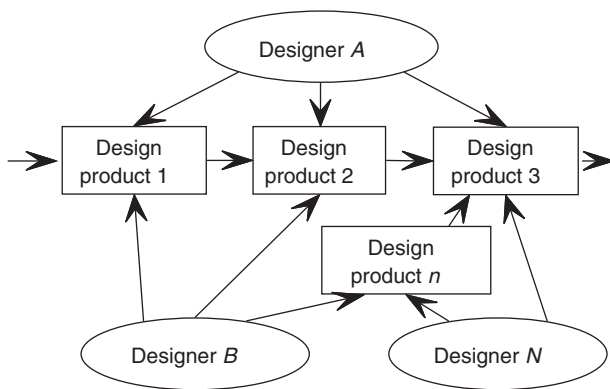 Designer A
Design
product 1
Design
product 2
Design
product 3
Design
product n
Designer B
Designer N